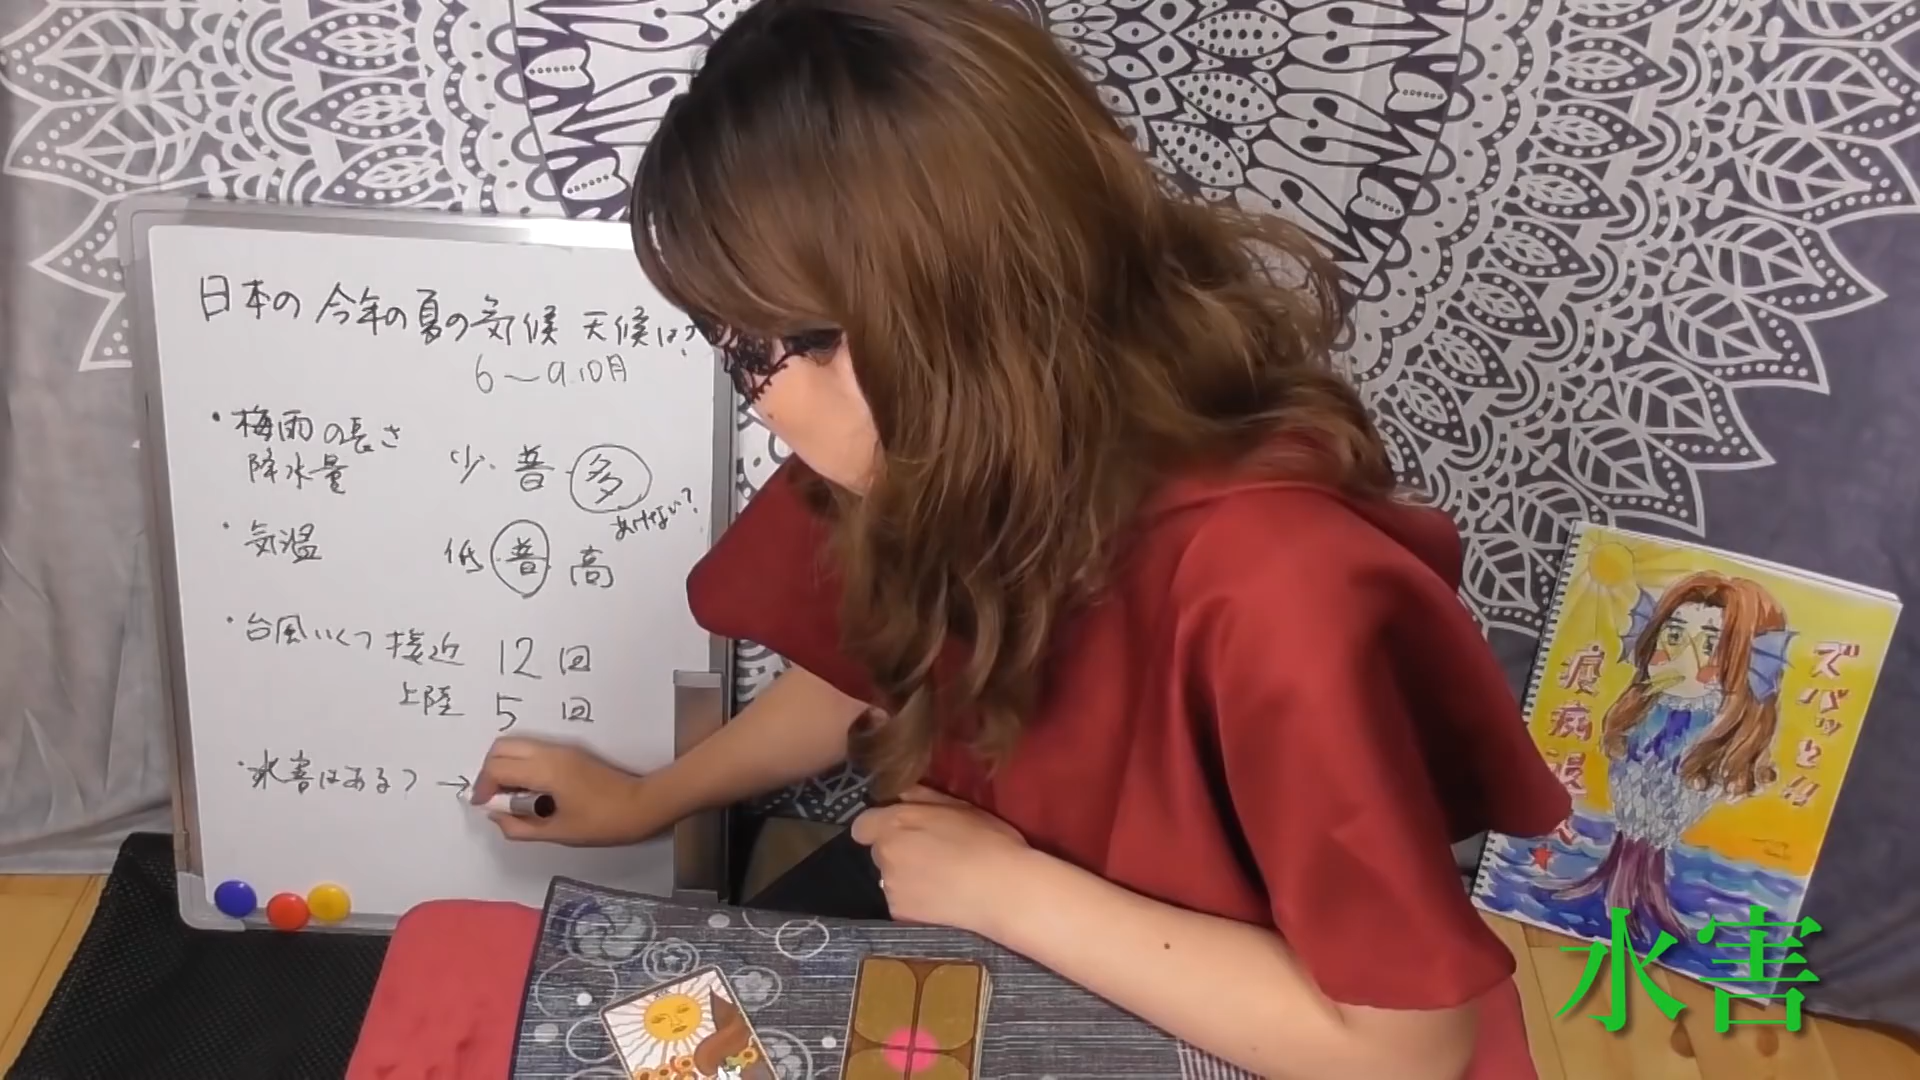 日本の 今年の夏の気候 天候は?
6〜9.10月
・梅雨の長さ
降水量 少・普・多
あけない?
・気温 低・普・高
・台風いくつ 接近 12 回
上陸 5 回
・水害はある? →
ズバッと!!
疫病退
水害